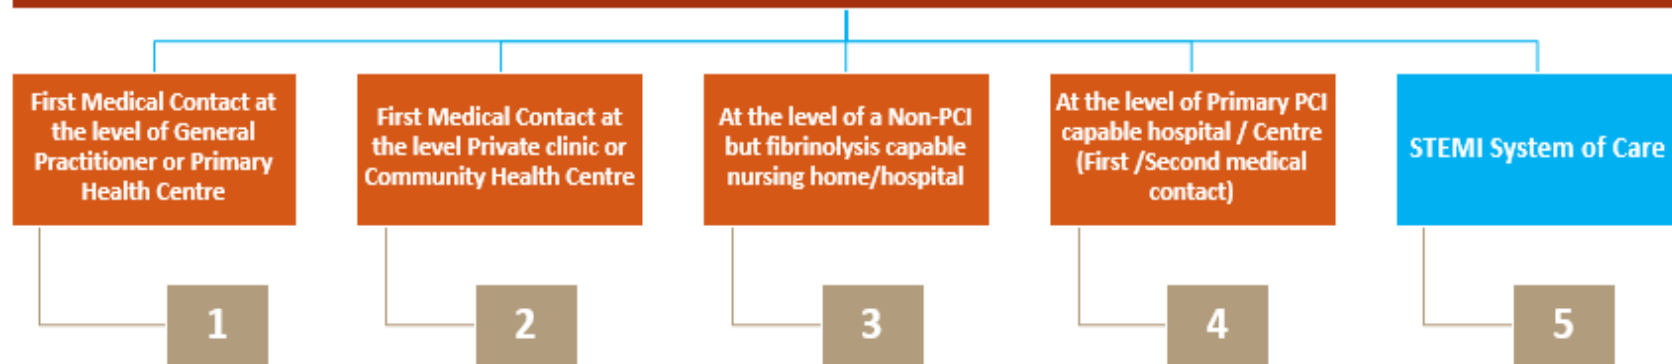 First Medical Contact at
the level of General
Practitioner or Primary
Health Centre
First Medical Contact at
the level Private clinic or
Community Health Centre
At the level of a Non-PCI
but fibrinolysis capable
nursing home/hospital
At the level of Primary PCI
capable hospital / Centre
(First /Second medical
contact)
STEMI System of Care
1
2
3
4
5